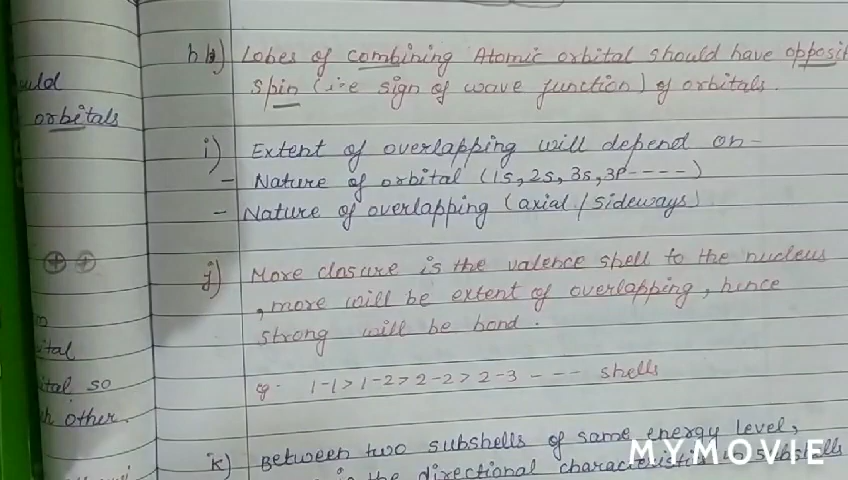 ould
orbitals
tal
ital so
h other.
h) Lobes of combining Atomic orbital should have opposit
spin (i.e sign of wave function) of orbitals.
i) Extent of overlapping will depend on-
- Nature of orbital (1s, 2s, 3s, 3p----)
- Nature of overlapping (axial / sideways)
j) More closure is the valence shell to the nucleus
, more will be extent of overlapping, hence
strong will be bond.
eg- 1-1 > 1-2 > 2-2 > 2-3 - - -- shells
k) Between two subshells of same energy level,
the directional characteristics in subshells
MYMOVIE